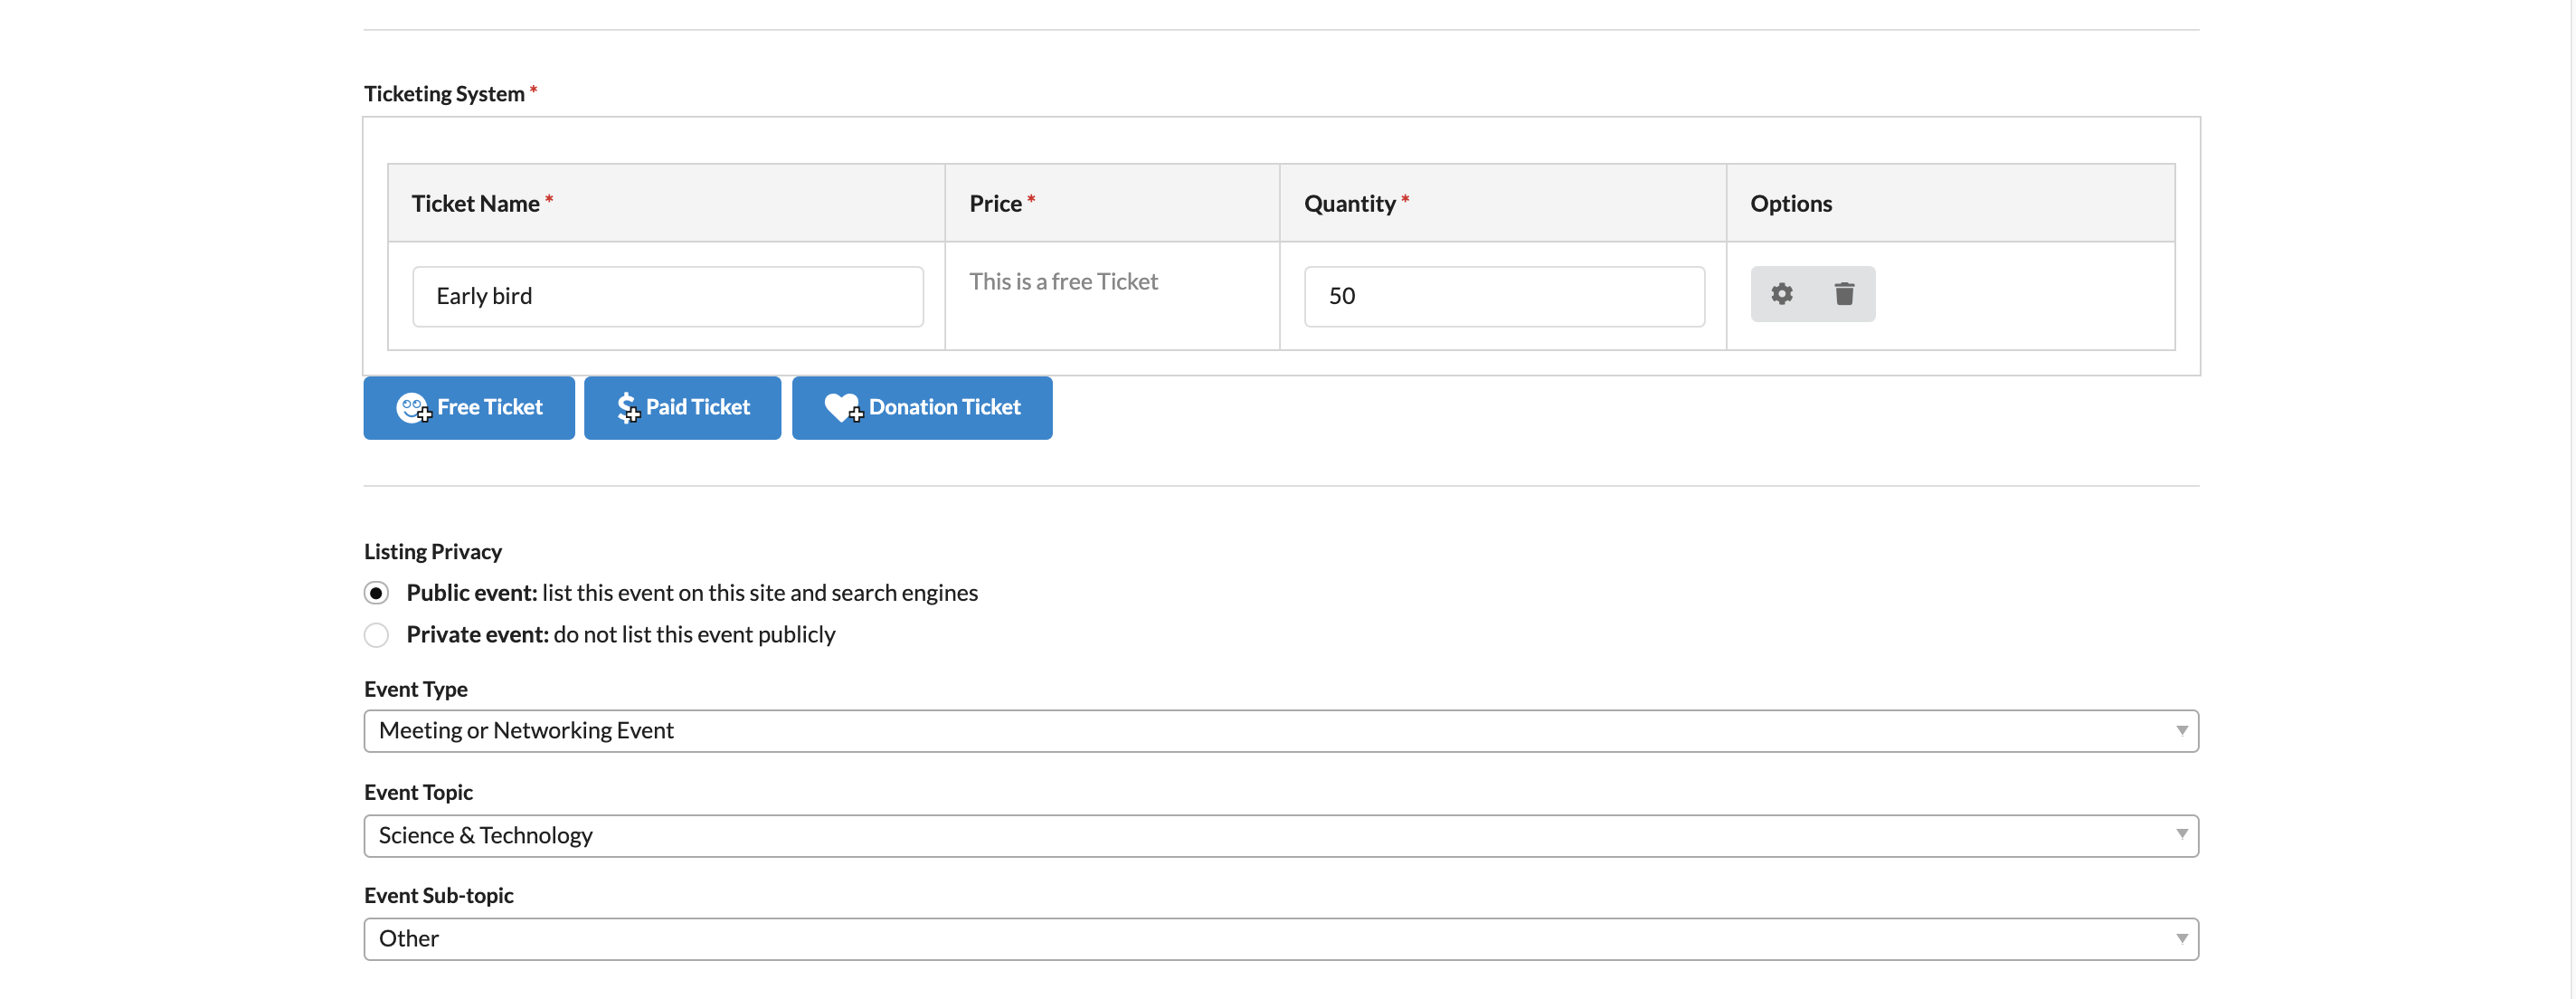 Ticketing System *
Ticket Name * Price * Quantity * Options
Early bird This is a free Ticket 50
Free Ticket Paid Ticket Donation Ticket
Listing Privacy
Public event: list this event on this site and search engines
Private event: do not list this event publicly
Event Type
Meeting or Networking Event
Event Topic
Science & Technology
Event Sub-topic
Other